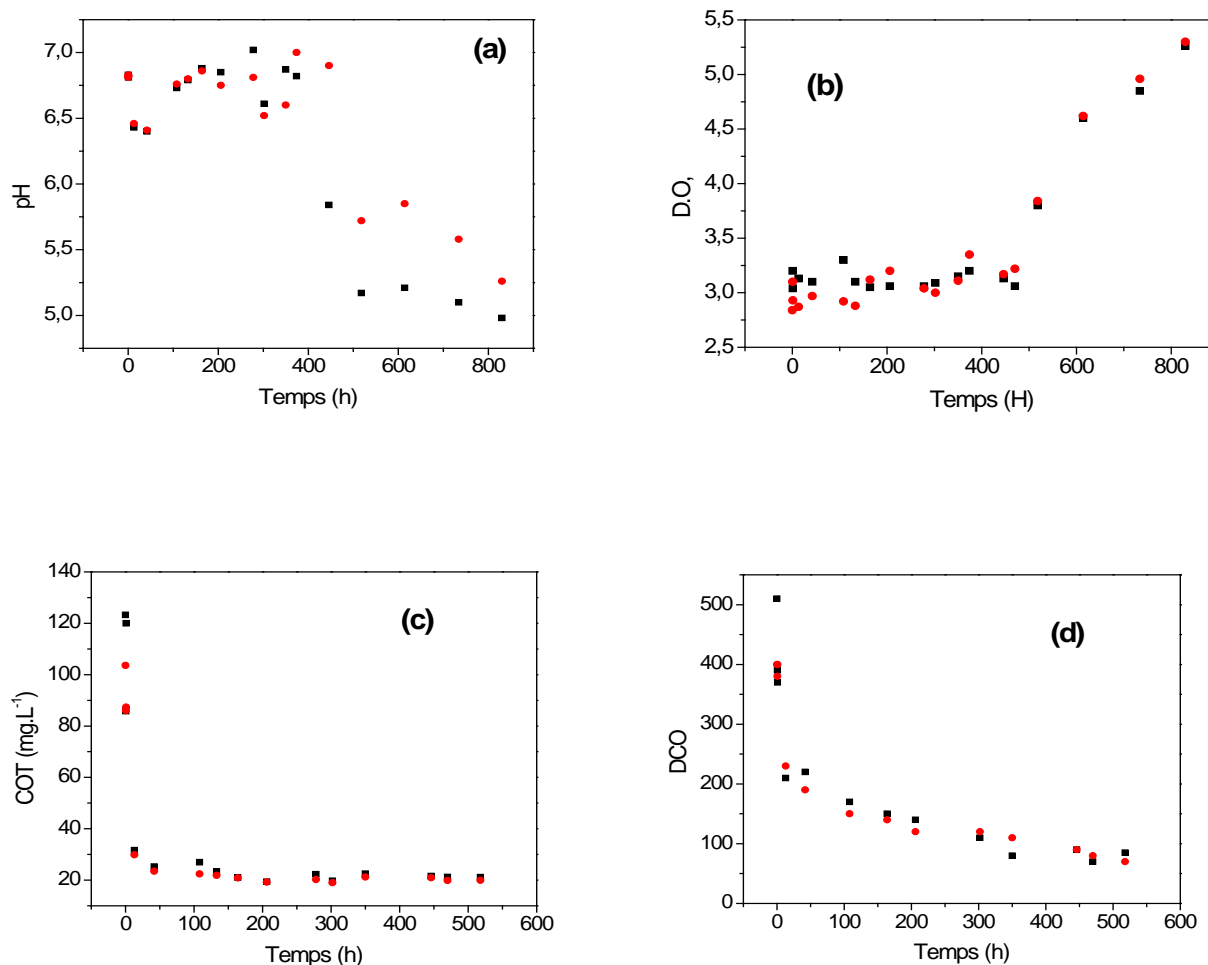 (a)
7,0
6,5
6,0
5,5
5,0
pH
0 200 400 600 800
Temps (h)
(b)
5,5
5,0
4,5
4,0
3,5
3,0
2,5
D.O,
0 200 400 600 800
Temps (H)
(c)
140
120
100
80
60
40
20
COT (mg.L⁻¹)
0 100 200 300 400 500 600
Temps (h)
(d)
500
400
300
200
100
0
DCO
0 100 200 300 400 500 600
Temps (h)